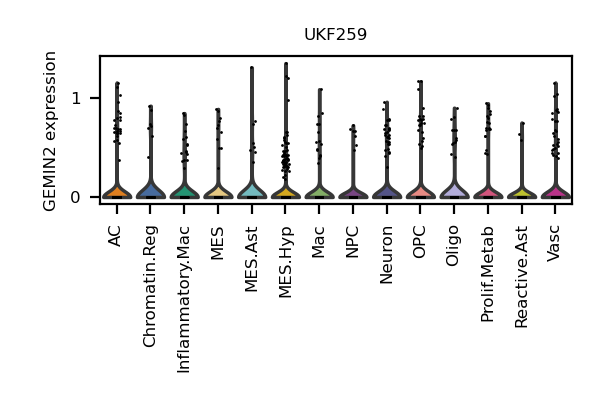 UKF259
GEMIN2 expression
1
0
AC
Chromatin.Reg
Inflammatory.Mac
MES
MES.Ast
MES.Hyp
Mac
NPC
Neuron
OPC
Oligo
Prolif.Metab
Reactive.Ast
Vasc